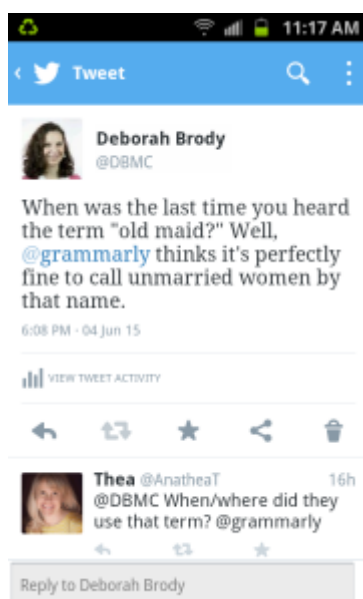 11:17 AM
Tweet
Deborah Brody
@DBMC
When was the last time you heard
the term "old maid?" Well,
@grammarly thinks it's perfectly
fine to call unmarried women by
that name.
6:08 PM · 04 Jun 15
VIEW TWEET ACTIVITY
Thea @AnatheaT 16h
@DBMC When/where did they
use that term? @grammarly
Reply to Deborah Brody